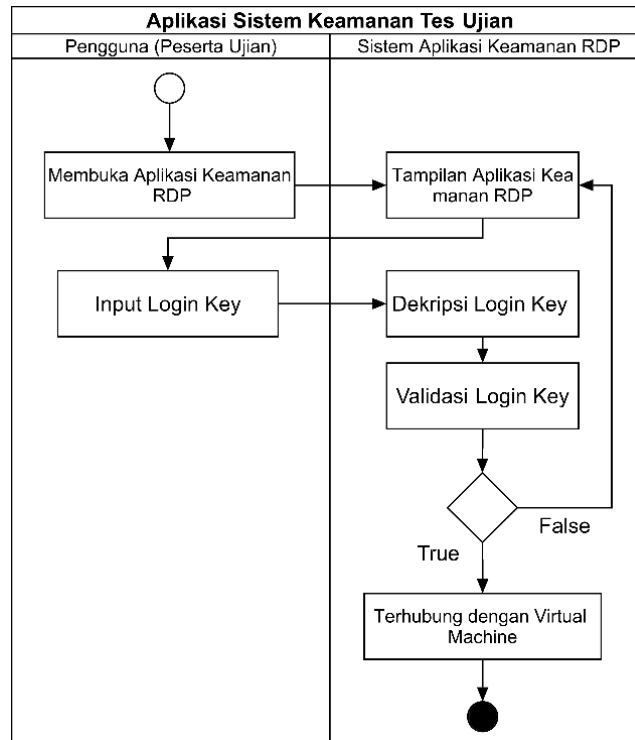 Aplikasi Sistem Keamanan Tes Ujian
Pengguna (Peserta Ujian)
Sistem Aplikasi Keamanan RDP
Membuka Aplikasi Keamanan
RDP
Tampilan Aplikasi Kea
manan RDP
Input Login Key
Dekripsi Login Key
Validasi Login Key
False
True
Terhubung dengan Virtual
Machine